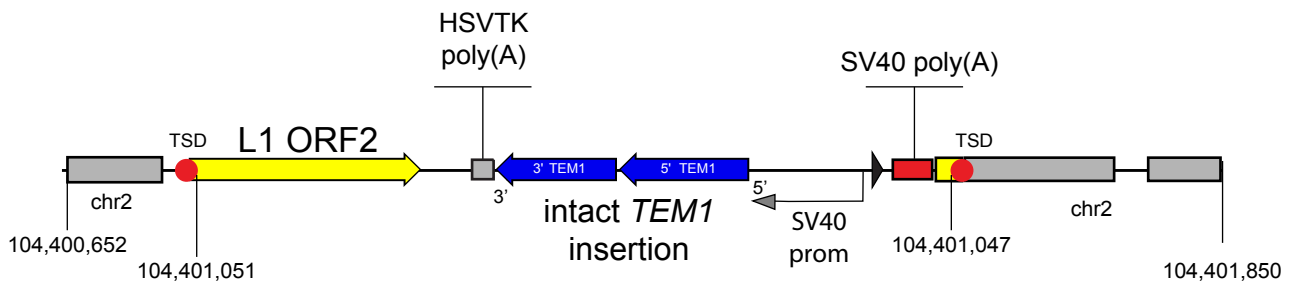 HSVTK
poly(A)
SV40 poly(A)
TSD
L1 ORF2
TSD
3' TEM1
5' TEM1
chr2
3'
5'
chr2
intact TEM1
insertion
SV40
prom
104,400,652
104,401,051
104,401,047
104,401,850